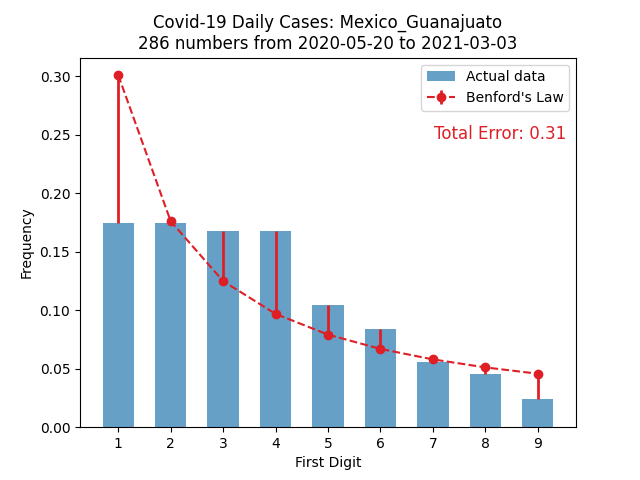 Covid-19 Daily Cases: Mexico_Guanajuato
286 numbers from 2020-05-20 to 2021-03-03
Actual data
Benford's Law
Total Error: 0.31
0.30
0.25
0.20
0.15
0.10
0.05
0.00
Frequency
1 2 3 4 5 6 7 8 9
First Digit